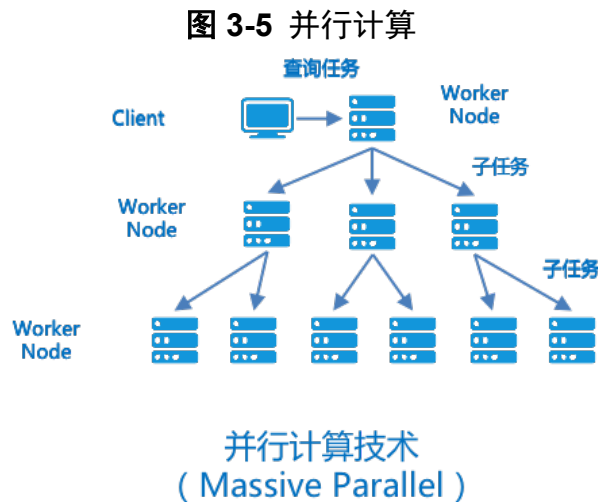 图 3-5 并行计算
查询任务
Client
Worker
Node
子任务
Worker
Node
子任务
Worker
Node
并行计算技术
（ Massive Parallel ）